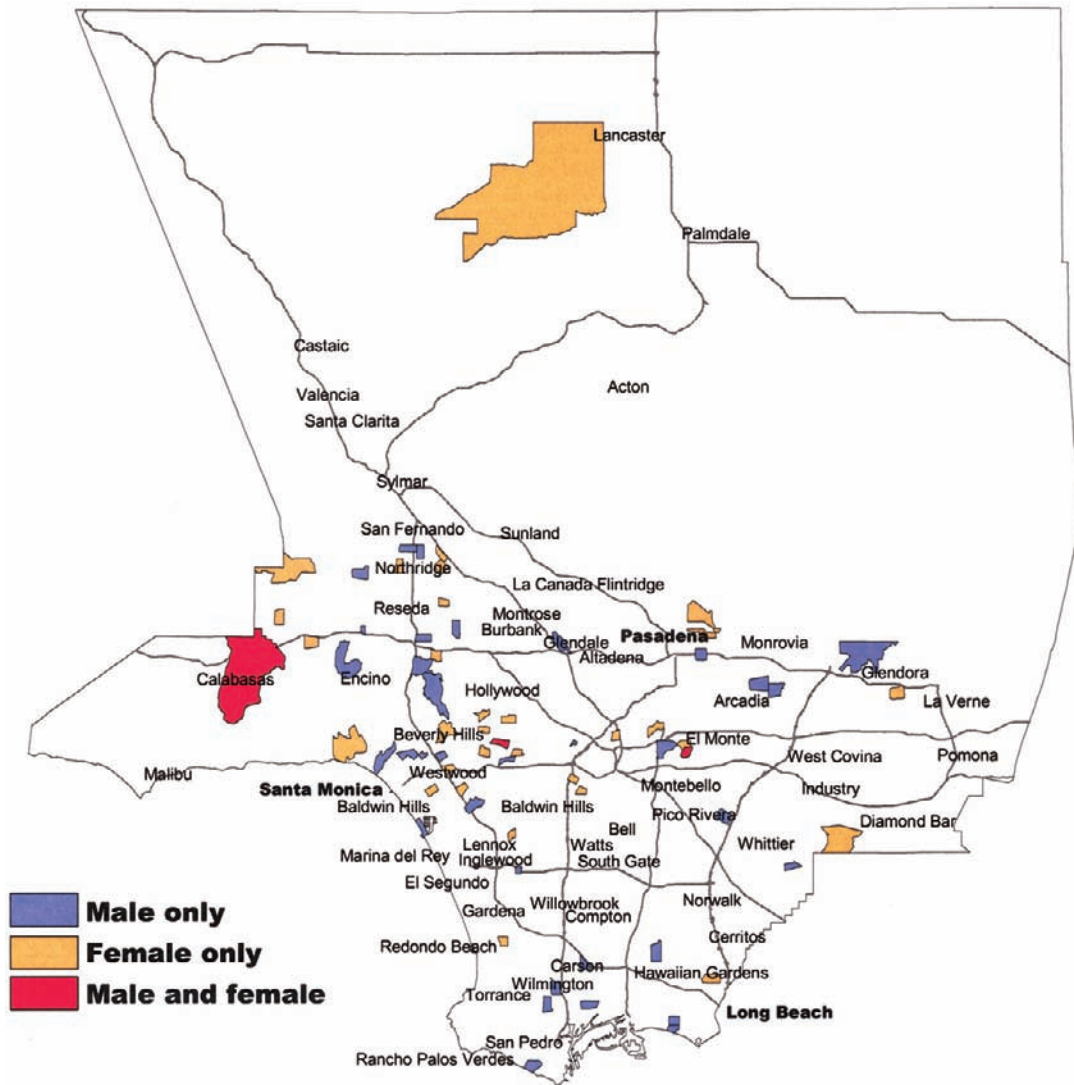 Lancaster
Palmdale
Castaic
Acton
Valencia
Santa Clarita
Sylmar
San Fernando
Sunland
Northridge
La Canada Flintridge
Reseda
Montrose
Burbank
Glendale
Pasadena
Monrovia
Altadena
Calabasas
Encino
Glendora
Hollywood
Arcadia
La Verne
Beverly Hills
El Monte
West Covina
Pomona
Malibu
Westwood
Santa Monica
Montebello
Industry
Baldwin Hills
Baldwin Hills
Pico Rivera
Diamond Bar
Bell
Whittier
Lennox
Watts
Marina del Rey
Inglewood
South Gate
El Segundo
Gardena
Willowbrook
Compton
Norwalk
Redondo Beach
Cerritos
Carson
Hawaiian Gardens
Wilmington
Torrance
Long Beach
San Pedro
Rancho Palos Verdes
Male only
Female only
Male and female